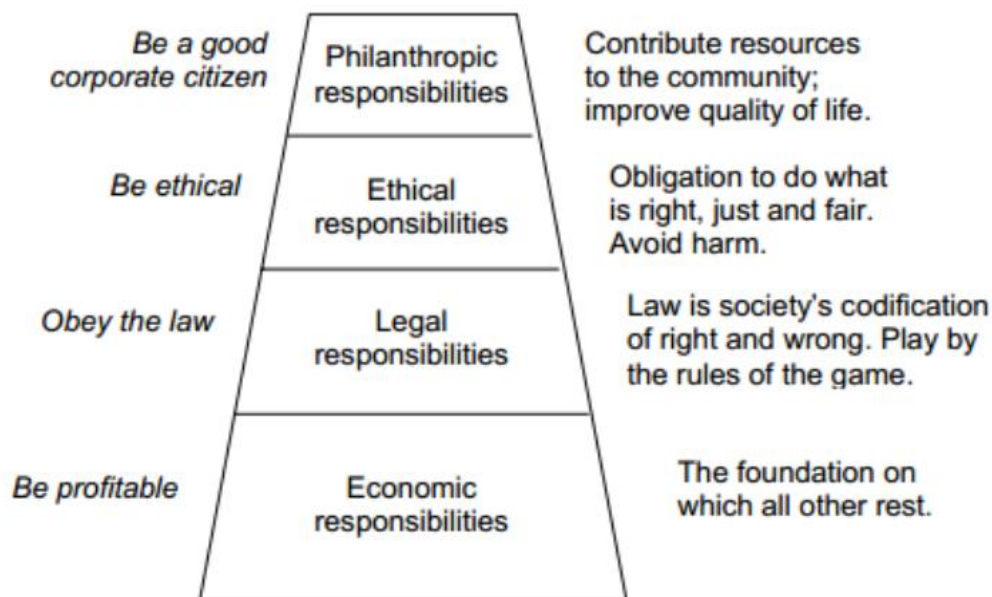 Be a good
corporate citizen
Philanthropic
responsibilities
Contribute resources
to the community;
improve quality of life.
Be ethical
Ethical
responsibilities
Obligation to do what
is right, just and fair.
Avoid harm.
Obey the law
Legal
responsibilities
Law is society's codification
of right and wrong. Play by
the rules of the game.
Be profitable
Economic
responsibilities
The foundation on
which all other rest.